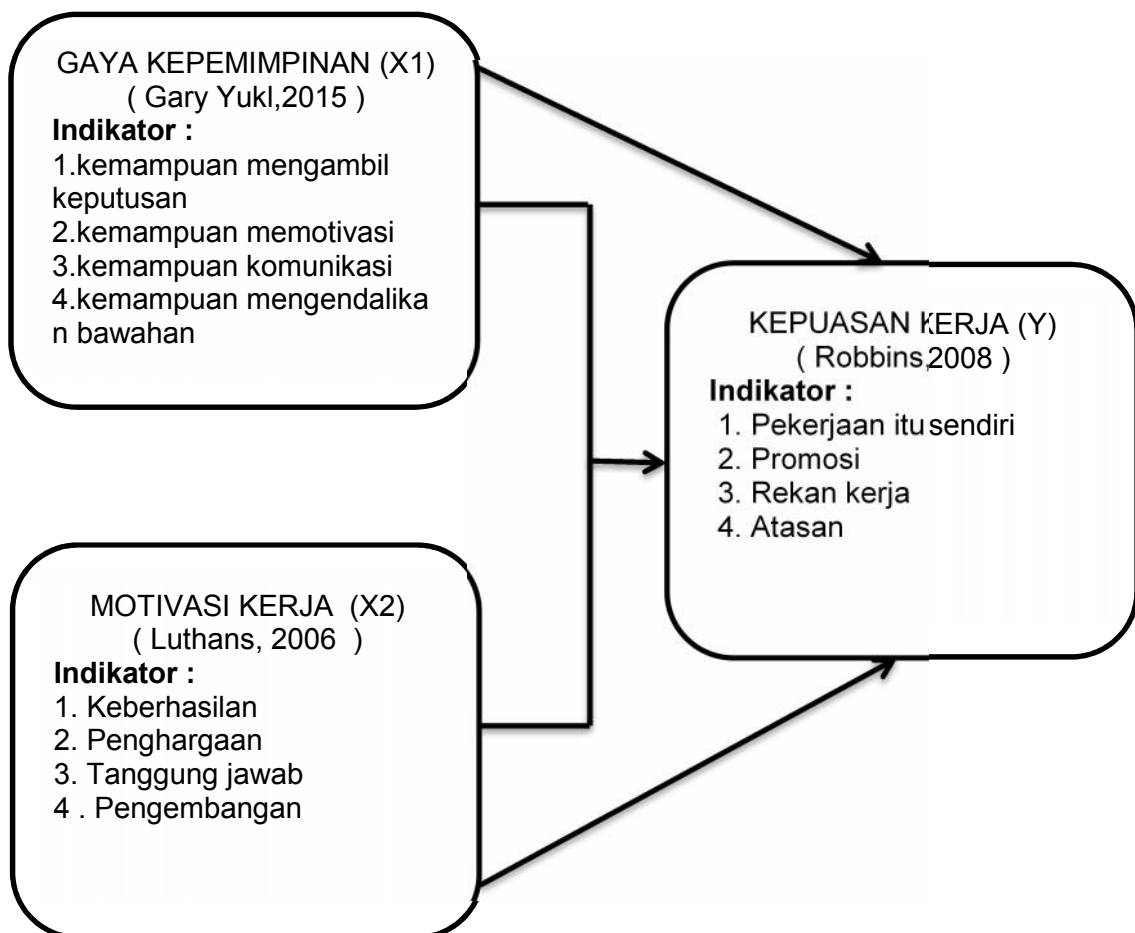 GAYA KEPEMIMPINAN (X1)
( Gary Yukl,2015 )
Indikator :
1.kemampuan mengambil
keputusan
2.kemampuan memotivasi
3.kemampuan komunikasi
4.kemampuan mengendalika
n bawahan
KEPUASAN KERJA (Y)
( Robbins,2008 )
Indikator :
1. Pekerjaan itu sendiri
2. Promosi
3. Rekan kerja
4. Atasan
MOTIVASI KERJA (X2)
( Luthans, 2006 )
Indikator :
1. Keberhasilan
2. Penghargaan
3. Tanggung jawab
4 . Pengembangan